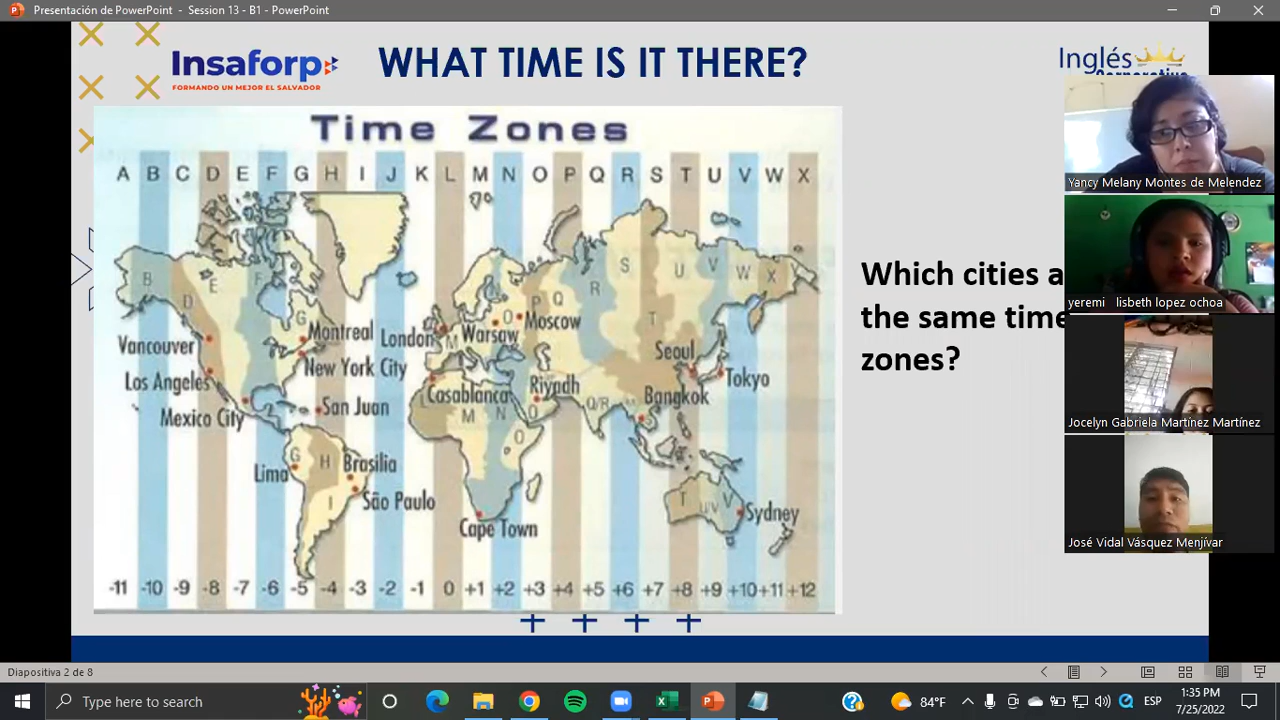 Presentación de PowerPoint - Session 13 - B1 - PowerPoint
Insaforp
FORMANDO UN MEJOR EL SALVADOR
WHAT TIME IS IT THERE?
Inglés
Corporativo
Time Zones
A B C D E F G H I J K L M N O P Q R S T U V W X
B D E F G
M N O P Q R S T U V W X
Vancouver
Los Angeles
Mexico City
Montreal
New York City
San Juan
London
Warsaw
Moscow
Casablanca
Riyadh
Seoul
Tokyo
Bangkok
L M N O O Q/R
Lima
G H I
Brasilia
São Paulo
Cape Town
T U/V V
Sydney
-11 -10 -9 -8 -7 -6 -5 -4 -3 -2 -1 0 +1 +2 +3 +4 +5 +6 +7 +8 +9 +10 +11 +12
Which cities a
the same time
zones?
Yancy Melany Montes de Melendez
yeremi lisbeth lopez ochoa
Jocelyn Gabriela Martínez Martínez
José Vidal Vásquez Menjívar
Diapositiva 2 de 8
Type here to search
84°F
ESP
1:35 PM
7/25/2022